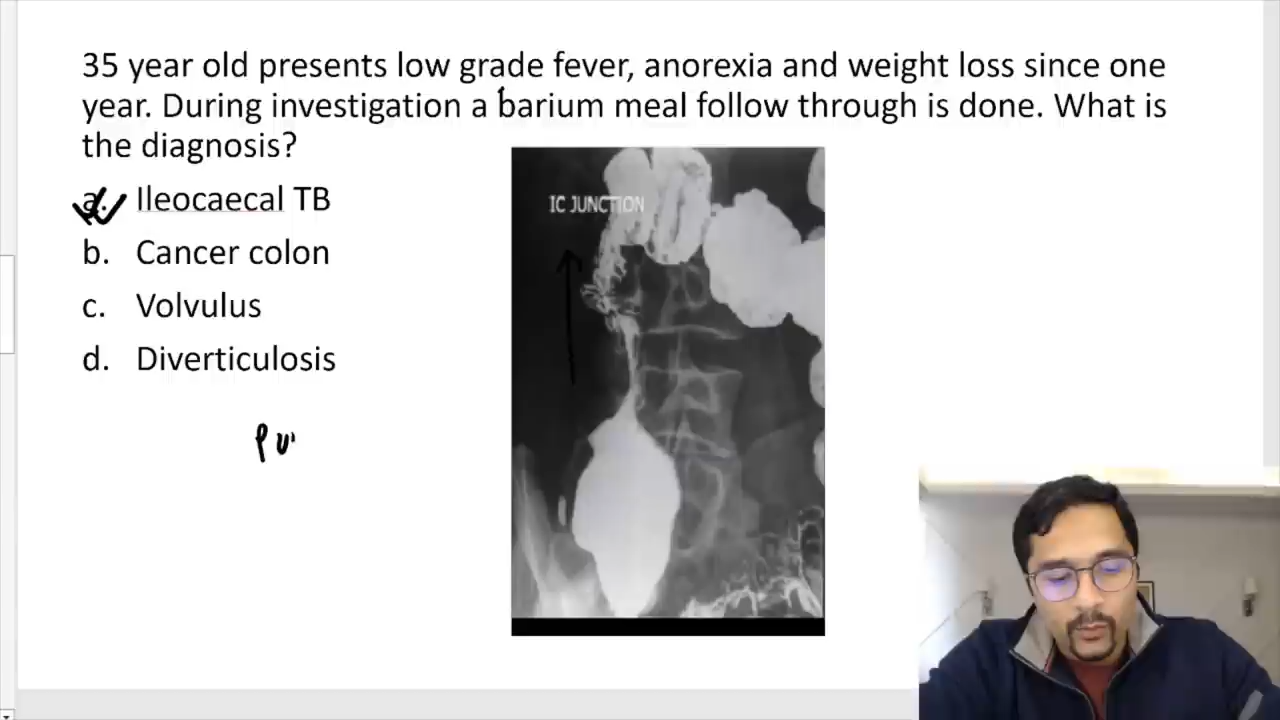 35 year old presents low grade fever, anorexia and weight loss since one
year. During investigation a barium meal follow through is done. What is
the diagnosis?
a. Ileocaecal TB
b. Cancer colon
c. Volvulus
d. Diverticulosis
IC JUNCTION